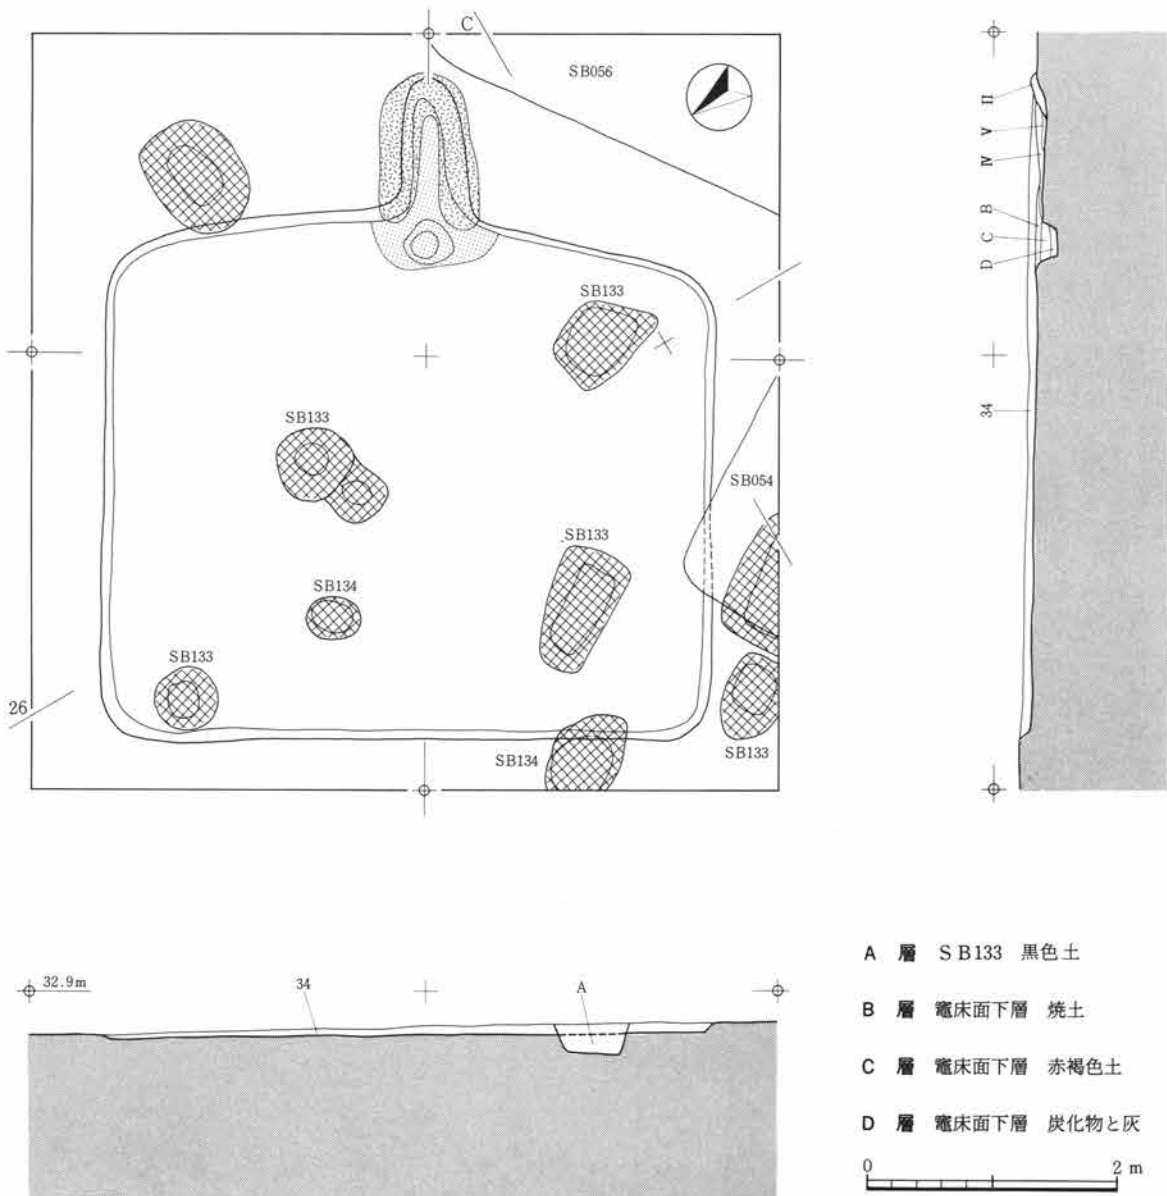 C
SB056
SB133
SB133
SB054
SB133
SB134
SB133
26
SB134
SB133
II
V
IV
B
C
D
34
32.9m
34
A
A 層 SB133 黒色土
B 層 竈床面下層 焼土
C 層 竈床面下層 赤褐色土
D 層 竈床面下層 炭化物と灰
0 2 m